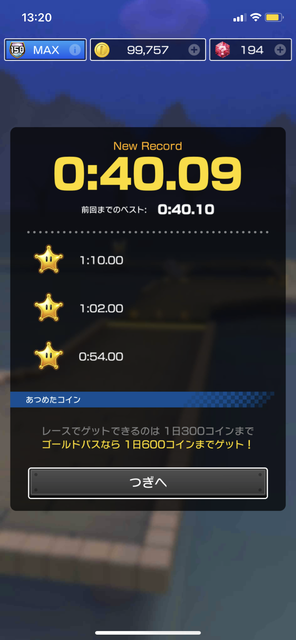 13:20
150 MAX i 99,757 + 194 +
New Record
0:40.09
前回までのベスト: 0:40.10
1:10.00
1:02.00
0:54.00
あつめたコイン
レースでゲットできるのは 1日300コインまで
ゴールドパスなら 1日600コインまでゲット！
つぎへ